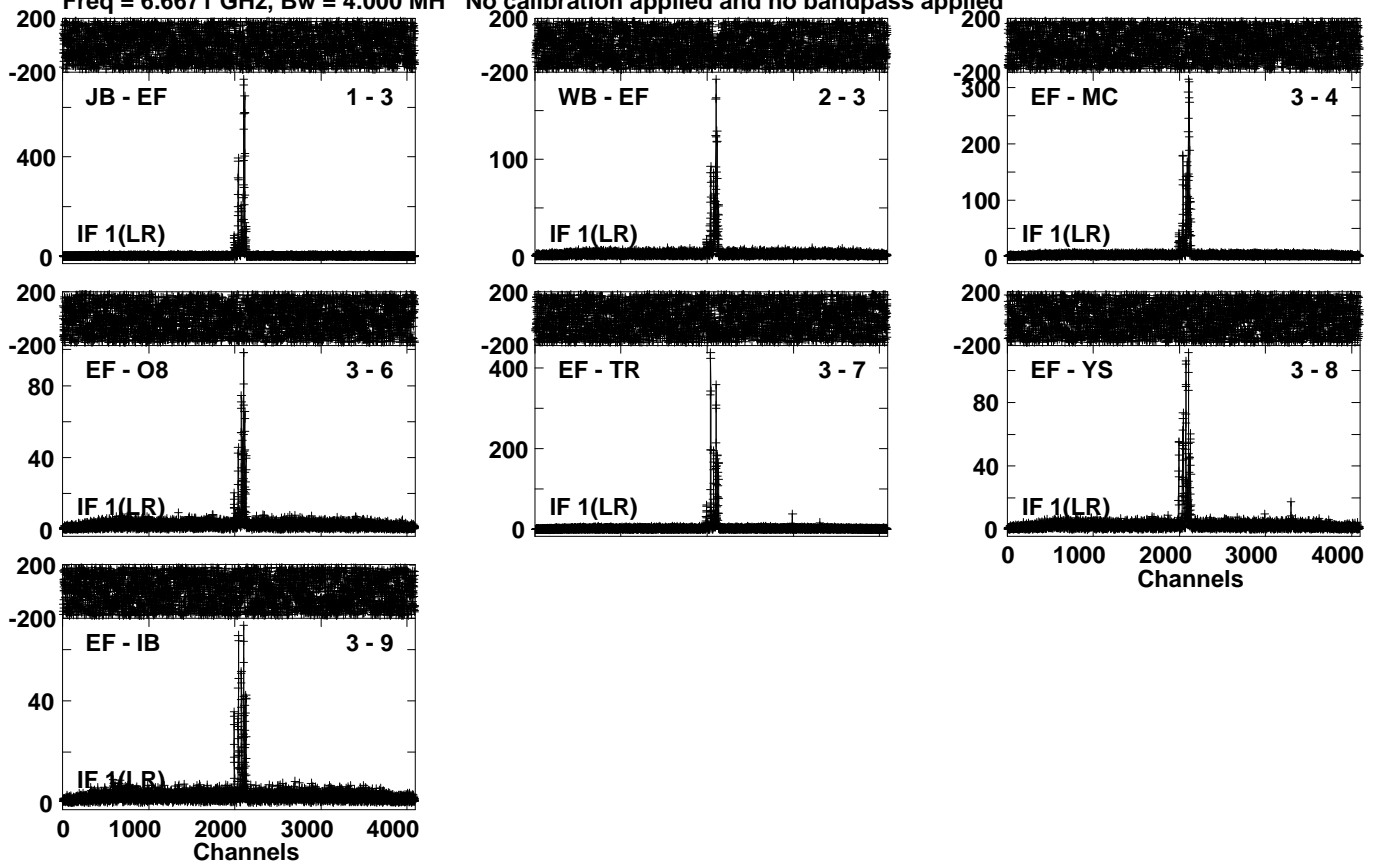 Freq = 6.6671 GHz, Bw = 4.000 MH No calibration applied and no bandpass applied
200
-200
JB - EF 1 - 3
400
IF 1(LR)
0
200
-200
WB - EF 2 - 3
100
IF 1(LR)
0
200
-200
300
EF - MC 3 - 4
200
100
IF 1(LR)
0
200
-200
EF - O8 3 - 6
80
40
IF 1(LR)
0
200
-200
400
EF - TR 3 - 7
200
IF 1(LR)
0
200
-200
EF - YS 3 - 8
80
40
IF 1(LR)
0
0 1000 2000 3000 4000
Channels
200
-200
EF - IB 3 - 9
40
IF 1(LR)
0
0 1000 2000 3000 4000
Channels